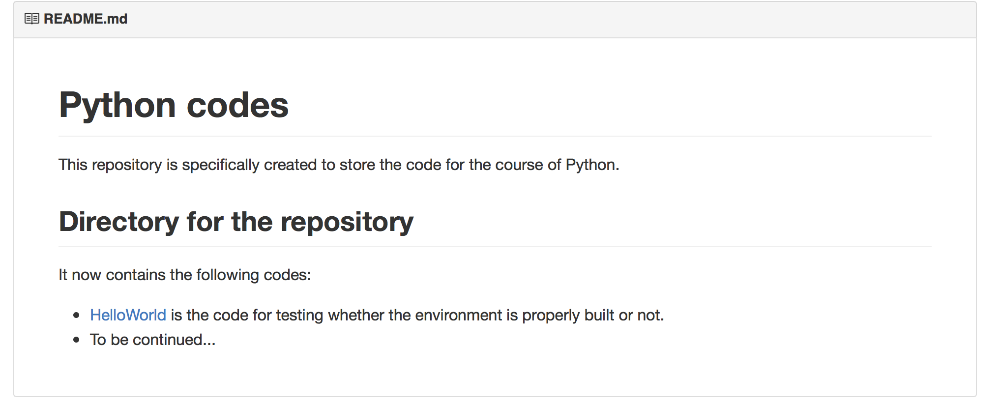 README.md
Python codes
This repository is specifically created to store the code for the course of Python.
Directory for the repository
It now contains the following codes:
HelloWorld is the code for testing whether the environment is properly built or not.
To be continued...